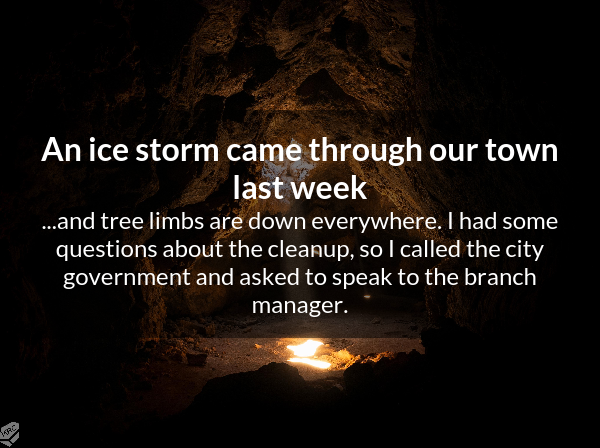 An ice storm came through our town
last week
...and tree limbs are down everywhere. I had some
questions about the cleanup, so I called the city
government and asked to speak to the branch
manager.
KRC